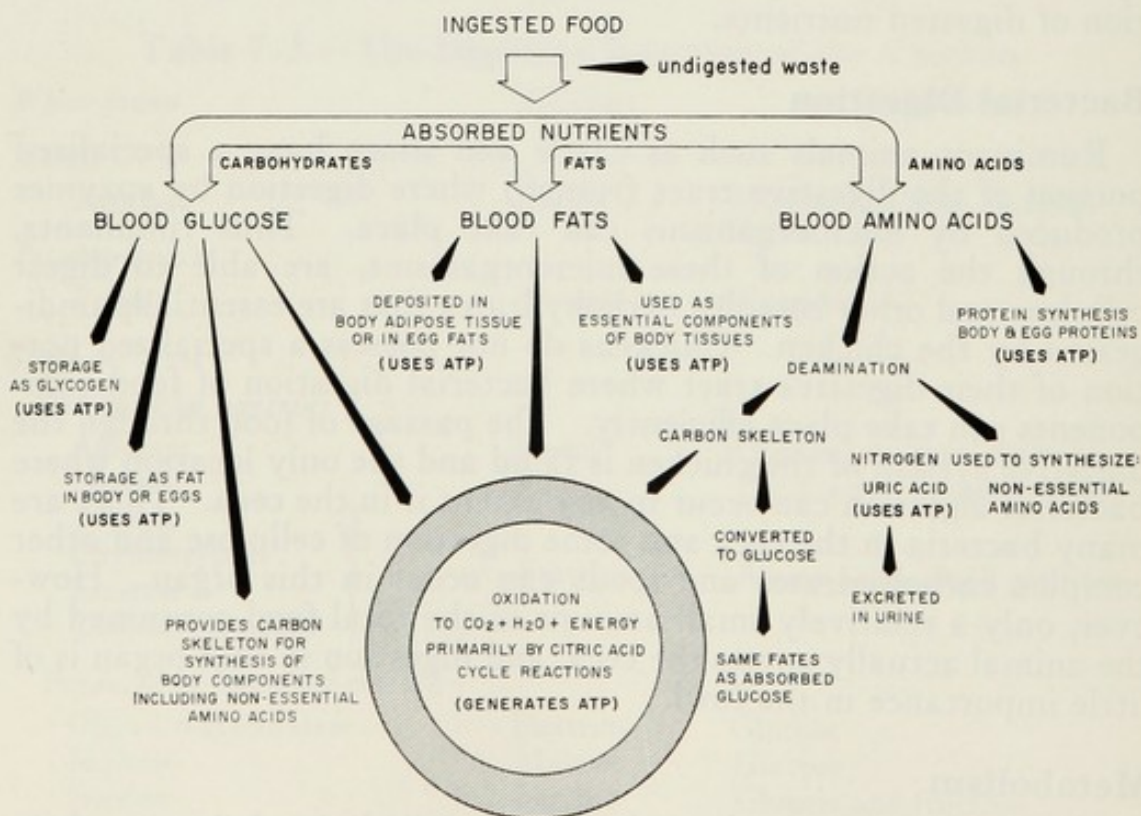 ion of digested nutrients.
INGESTED FOOD
undigested waste
ABSORBED NUTRIENTS
CARBOHYDRATES
FATS
AMINO ACIDS
BLOOD GLUCOSE
BLOOD FATS
BLOOD AMINO ACIDS
STORAGE
AS GLYCOGEN
(USES ATP)
STORAGE AS FAT
IN BODY OR EGGS
(USES ATP)
PROVIDES CARBON
SKELETON FOR
SYNTHESIS OF
BODY COMPONENTS
INCLUDING NON-ESSENTIAL
AMINO ACIDS
DEPOSITED IN
BODY ADIPOSE TISSUE
OR IN EGG FATS
(USES ATP)
USED AS
ESSENTIAL COMPONENTS
OF BODY TISSUES
(USES ATP)
PROTEIN SYNTHESIS
BODY & EGG PROTEINS
(USES ATP)
DEAMINATION
CARBON SKELETON
NITROGEN USED TO SYNTHESIZE:
URIC ACID
(USES ATP)
NON-ESSENTIAL
AMINO ACIDS
CONVERTED
TO GLUCOSE
EXCRETED
IN URINE
SAME FATES
AS ABSORBED
GLUCOSE
OXIDATION
TO CO2 + H2O + ENERGY
PRIMARILY BY CITRIC ACID
CYCLE REACTIONS
(GENERATES ATP)